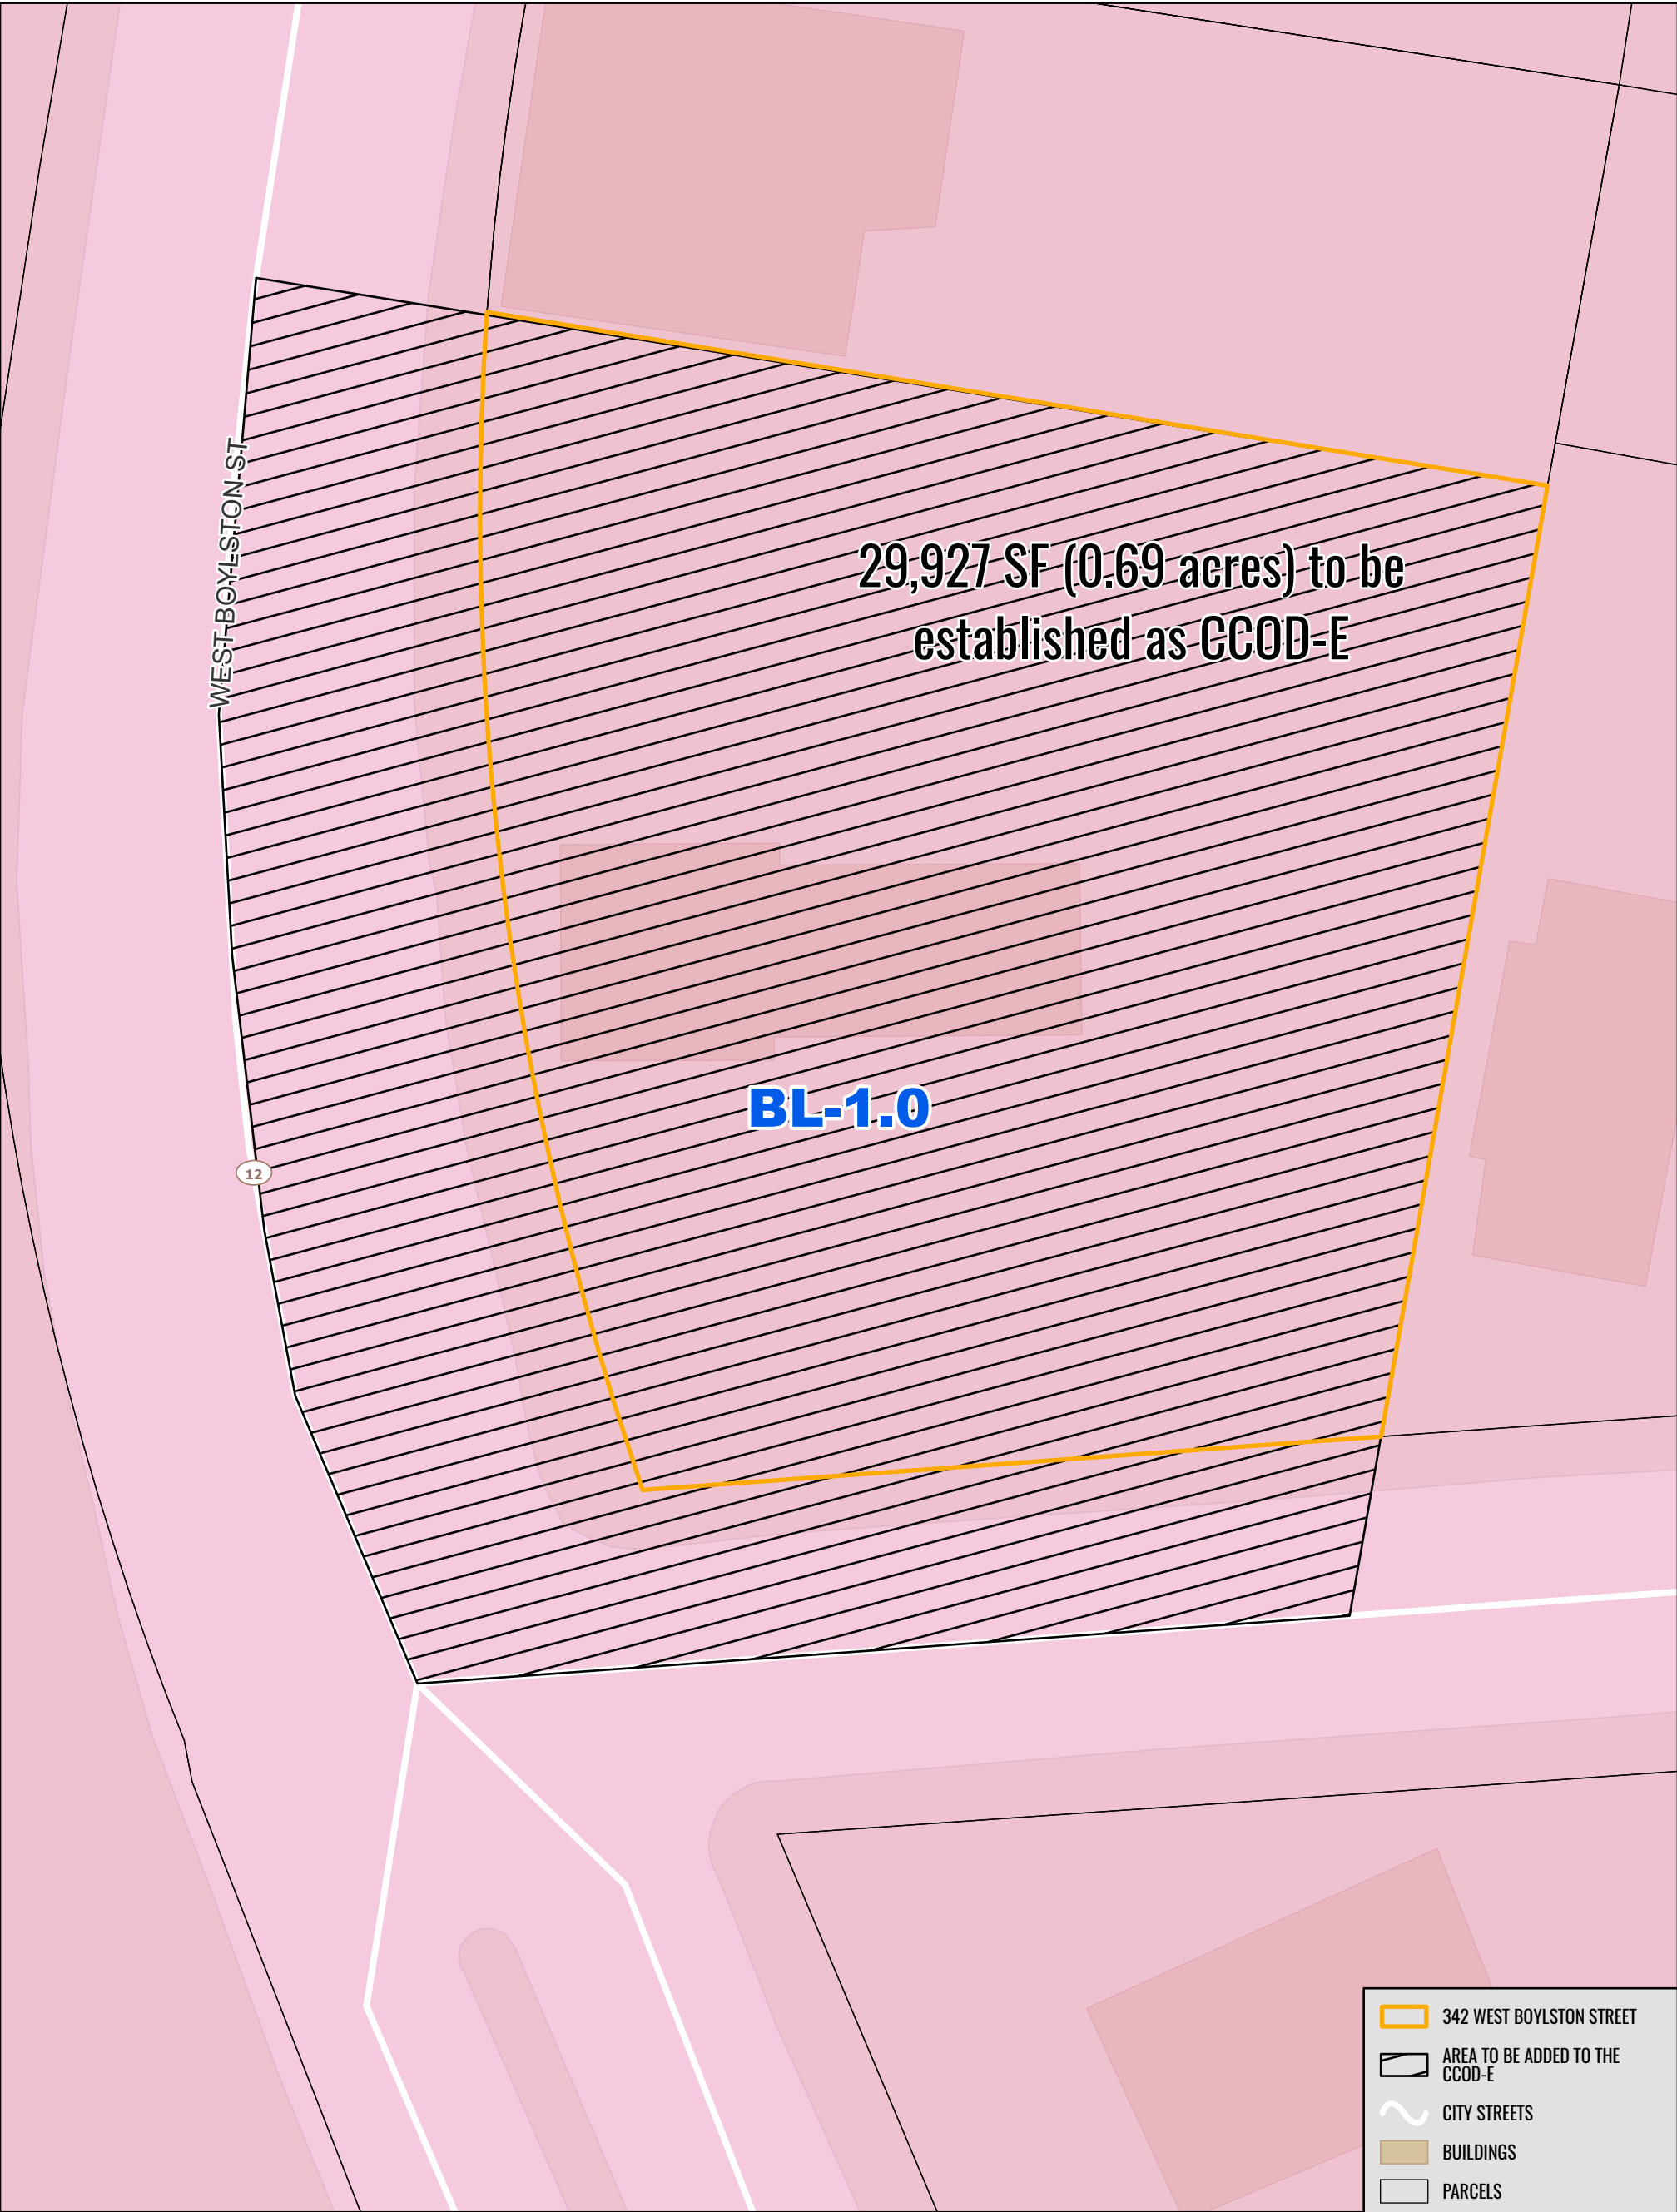 29,927 SF (0.69 acres) to be
established as CCOD-E
WEST BOYLSTON ST
BL-1.0
12
342 WEST BOYLSTON STREET
AREA TO BE ADDED TO THE
CCOD-E
CITY STREETS
BUILDINGS
PARCELS